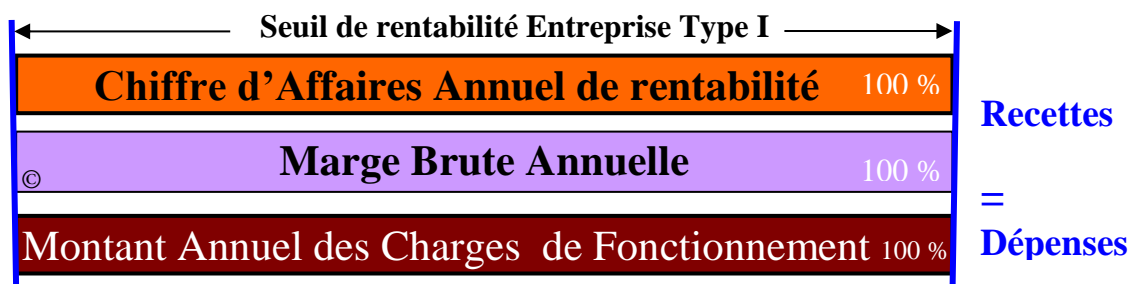 Seuil de rentabilité Entreprise Type I
Chiffre d’Affaires Annuel de rentabilité 100 %
Recettes
Marge Brute Annuelle 100 %
©
=
Montant Annuel des Charges de Fonctionnement 100 %
Dépenses